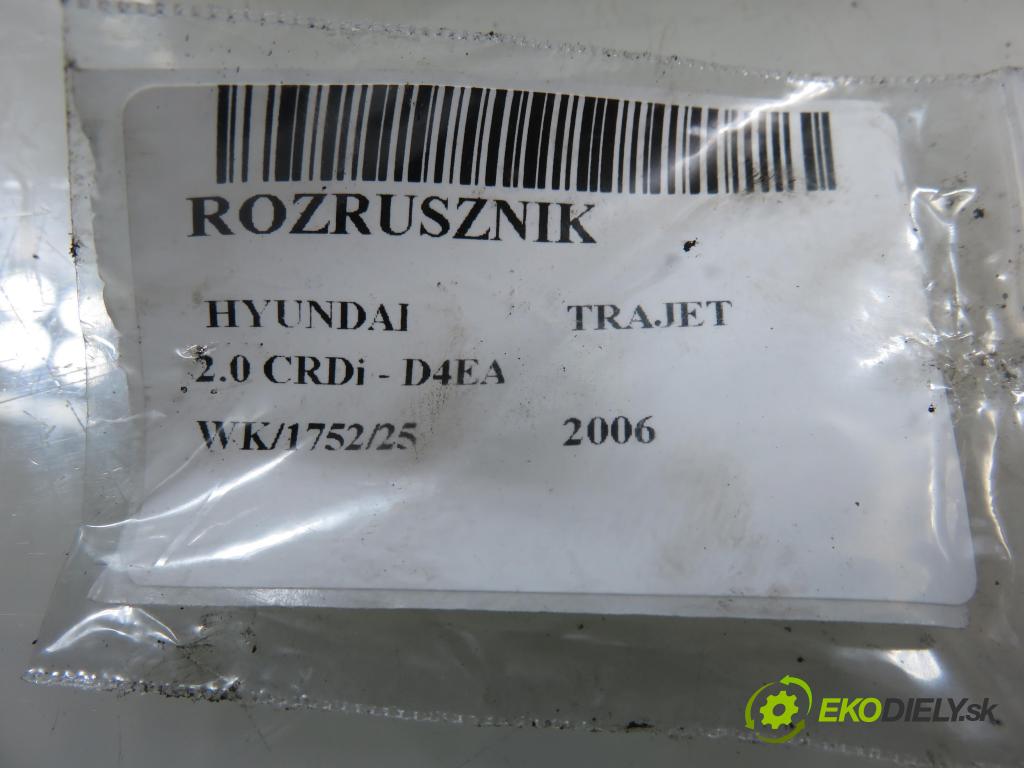 ROZRUSZNIK
HYUNDAI TRAJET
2.0 CRDi - D4EA
WK/1752/25 2006
EKODIELY.sk